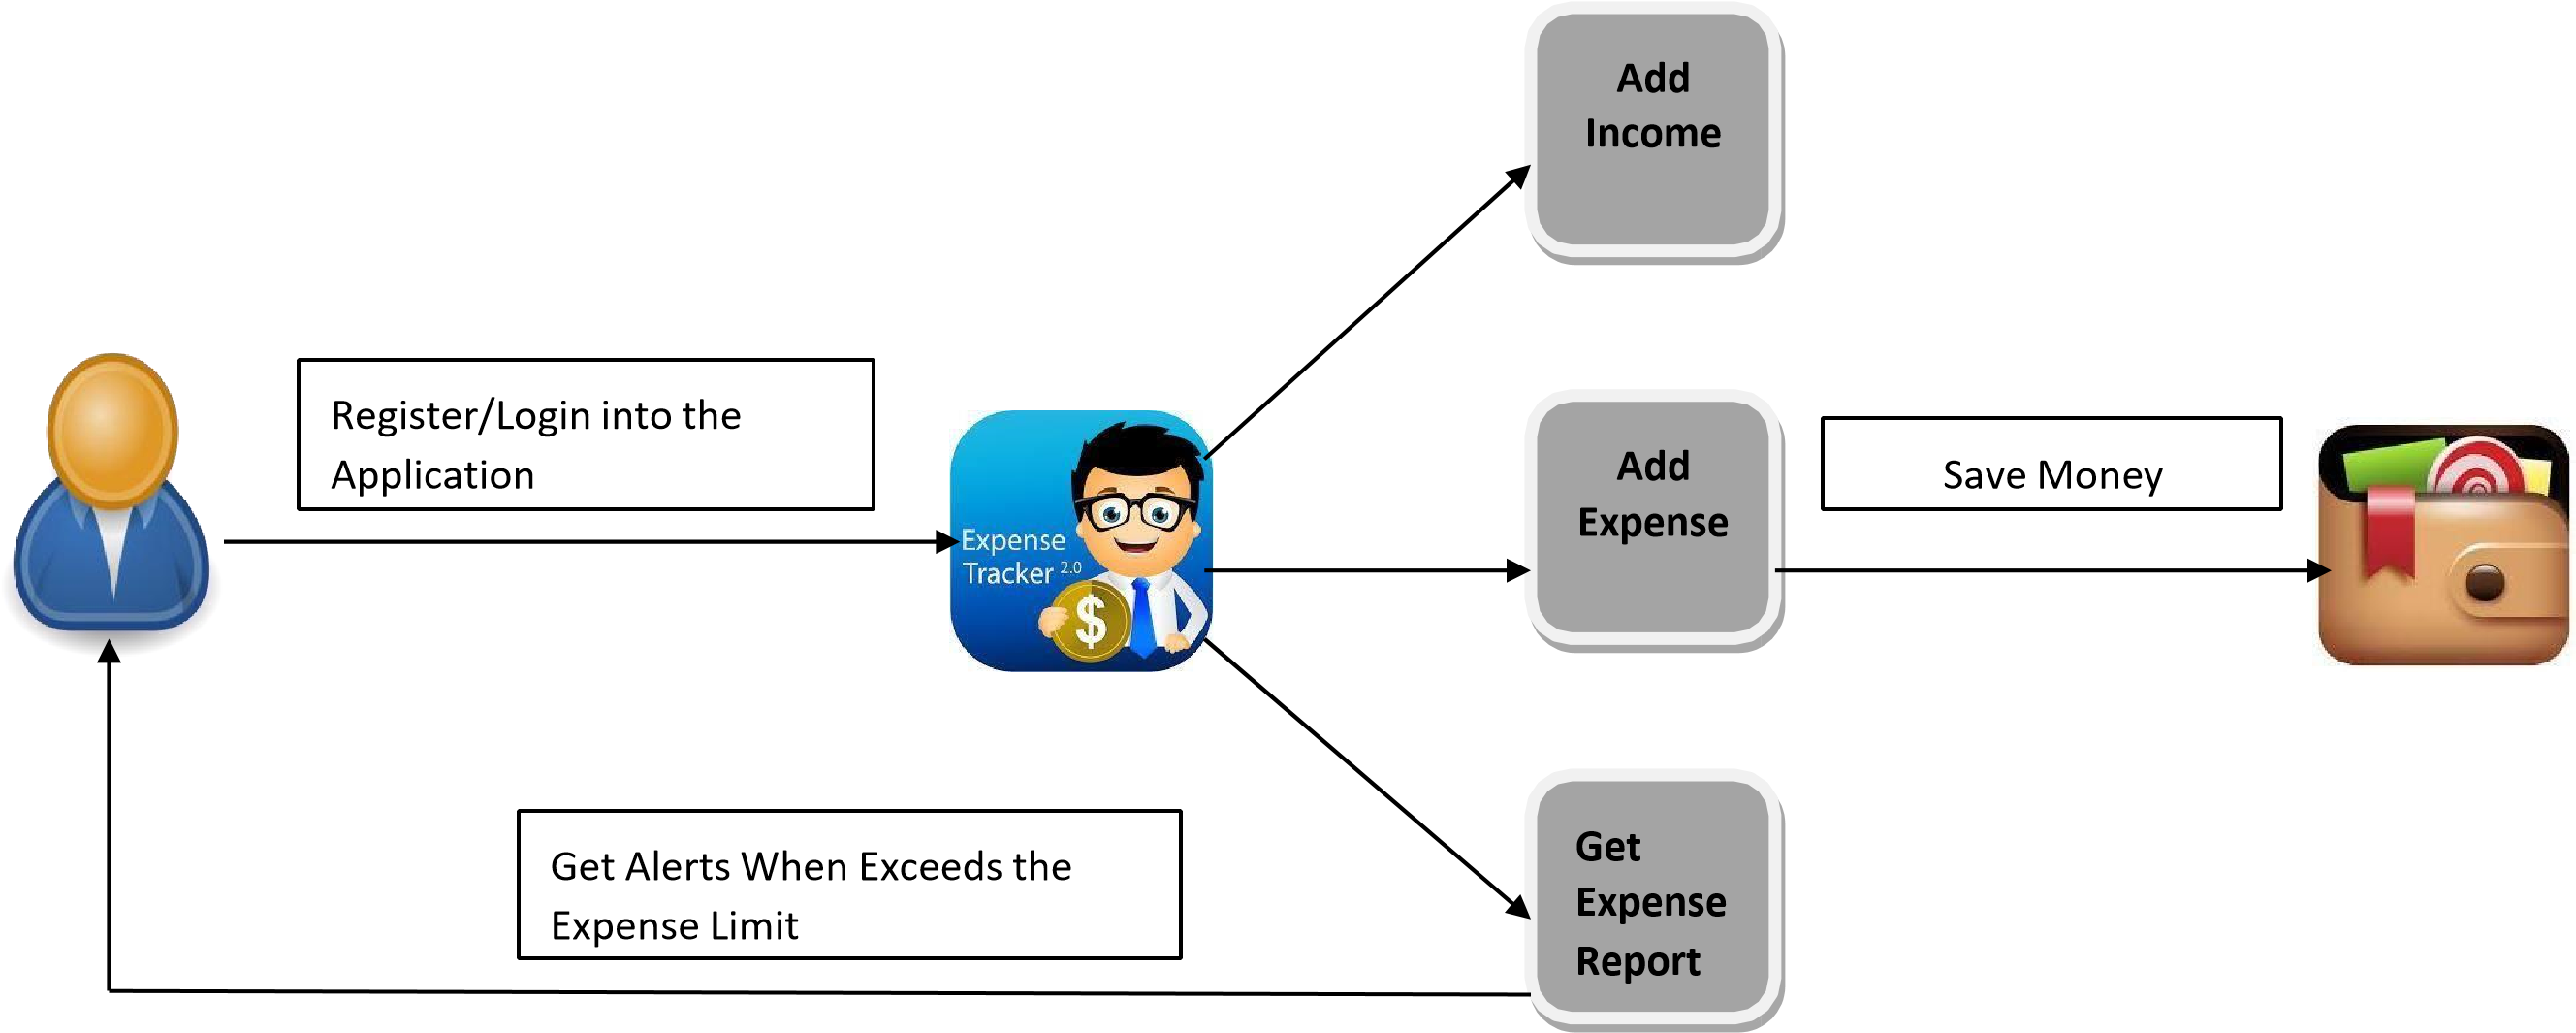 Add
Income
Register/Login into the
Application
Expense
Tracker 2.0
$
Add
Expense
Save Money
Get Alerts When Exceeds the
Expense Limit
Get
Expense
Report